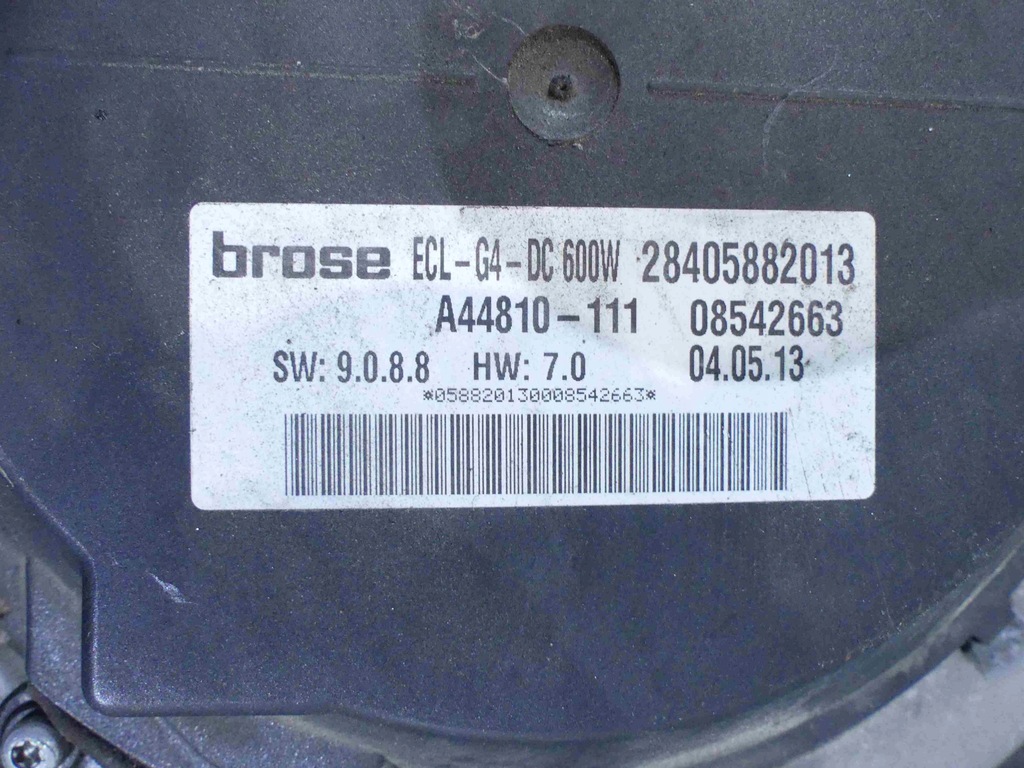 brose ECL-G4-DC 600W 28405882013
A44810-111 08542663
SW: 9.0.8.8 HW: 7.0 04.05.13
*058820130008542663*